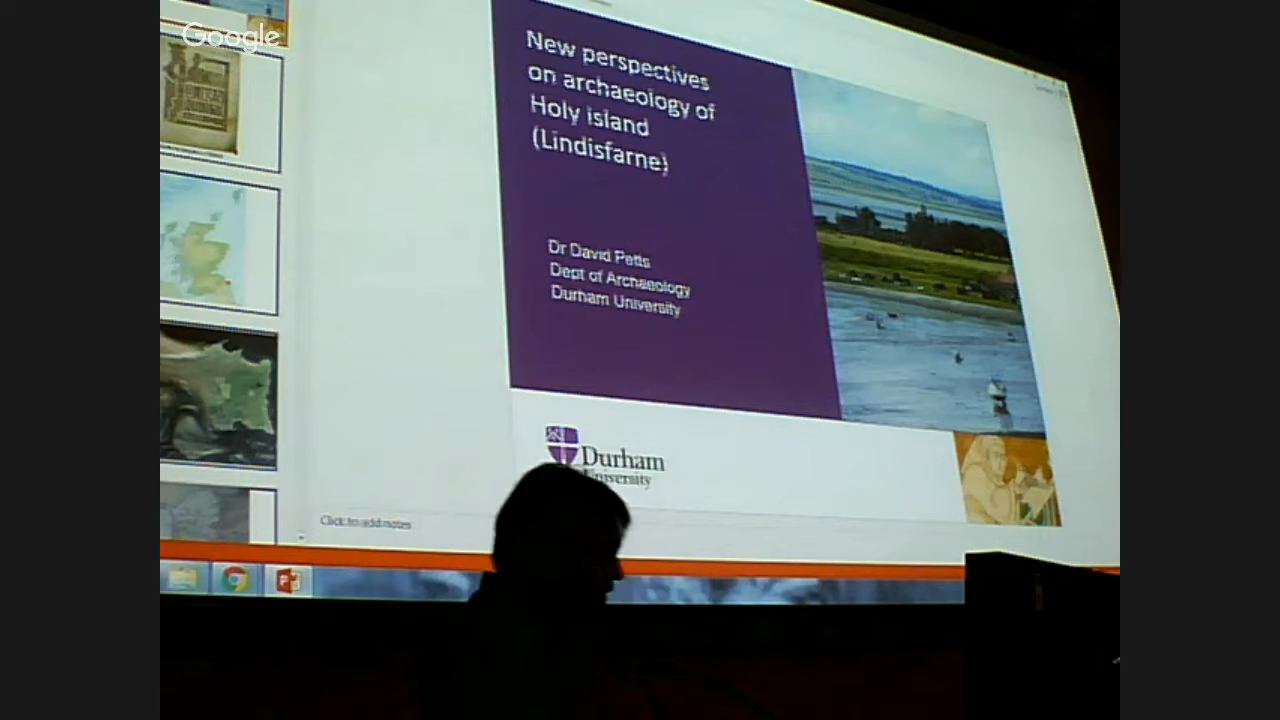 Google
New perspectives
on archaeology of
Holy island
(Lindisfarne)
Dr David Petts
Dept of Archaeology
Durham University
Durham
University
Click to add notes